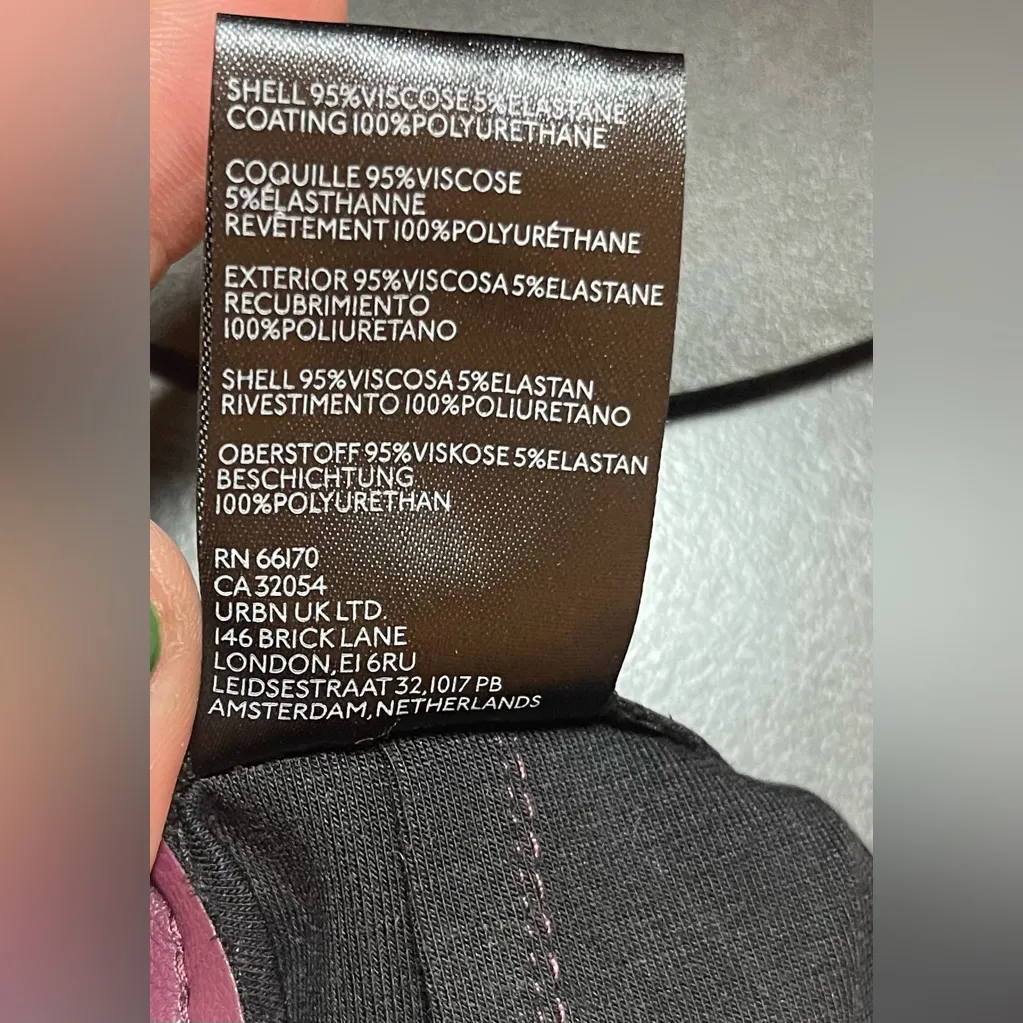 SHELL 95%VISCOSE 5%ELASTANE
COATING 100%POLYURETHANE
COQUILLE 95%VISCOSE
5%ÉLASTHANNE
REVÊTEMENT 100%POLYURÉTHANE
EXTERIOR 95%VISCOSA 5%ELASTANE
RECUBRIMIENTO
100%POLIURETANO
SHELL 95%VISCOSA 5%ELASTAN
RIVESTIMENTO 100%POLIURETANO
OBERSTOFF 95%VISKOSE 5%ELASTAN
BESCHICHTUNG
100%POLYURETHAN
RN 66170
CA 32054
URBN UK LTD.
146 BRICK LANE
LONDON, E1 6RU
LEIDSESTRAAT 32, 1017 PB
AMSTERDAM, NETHERLANDS